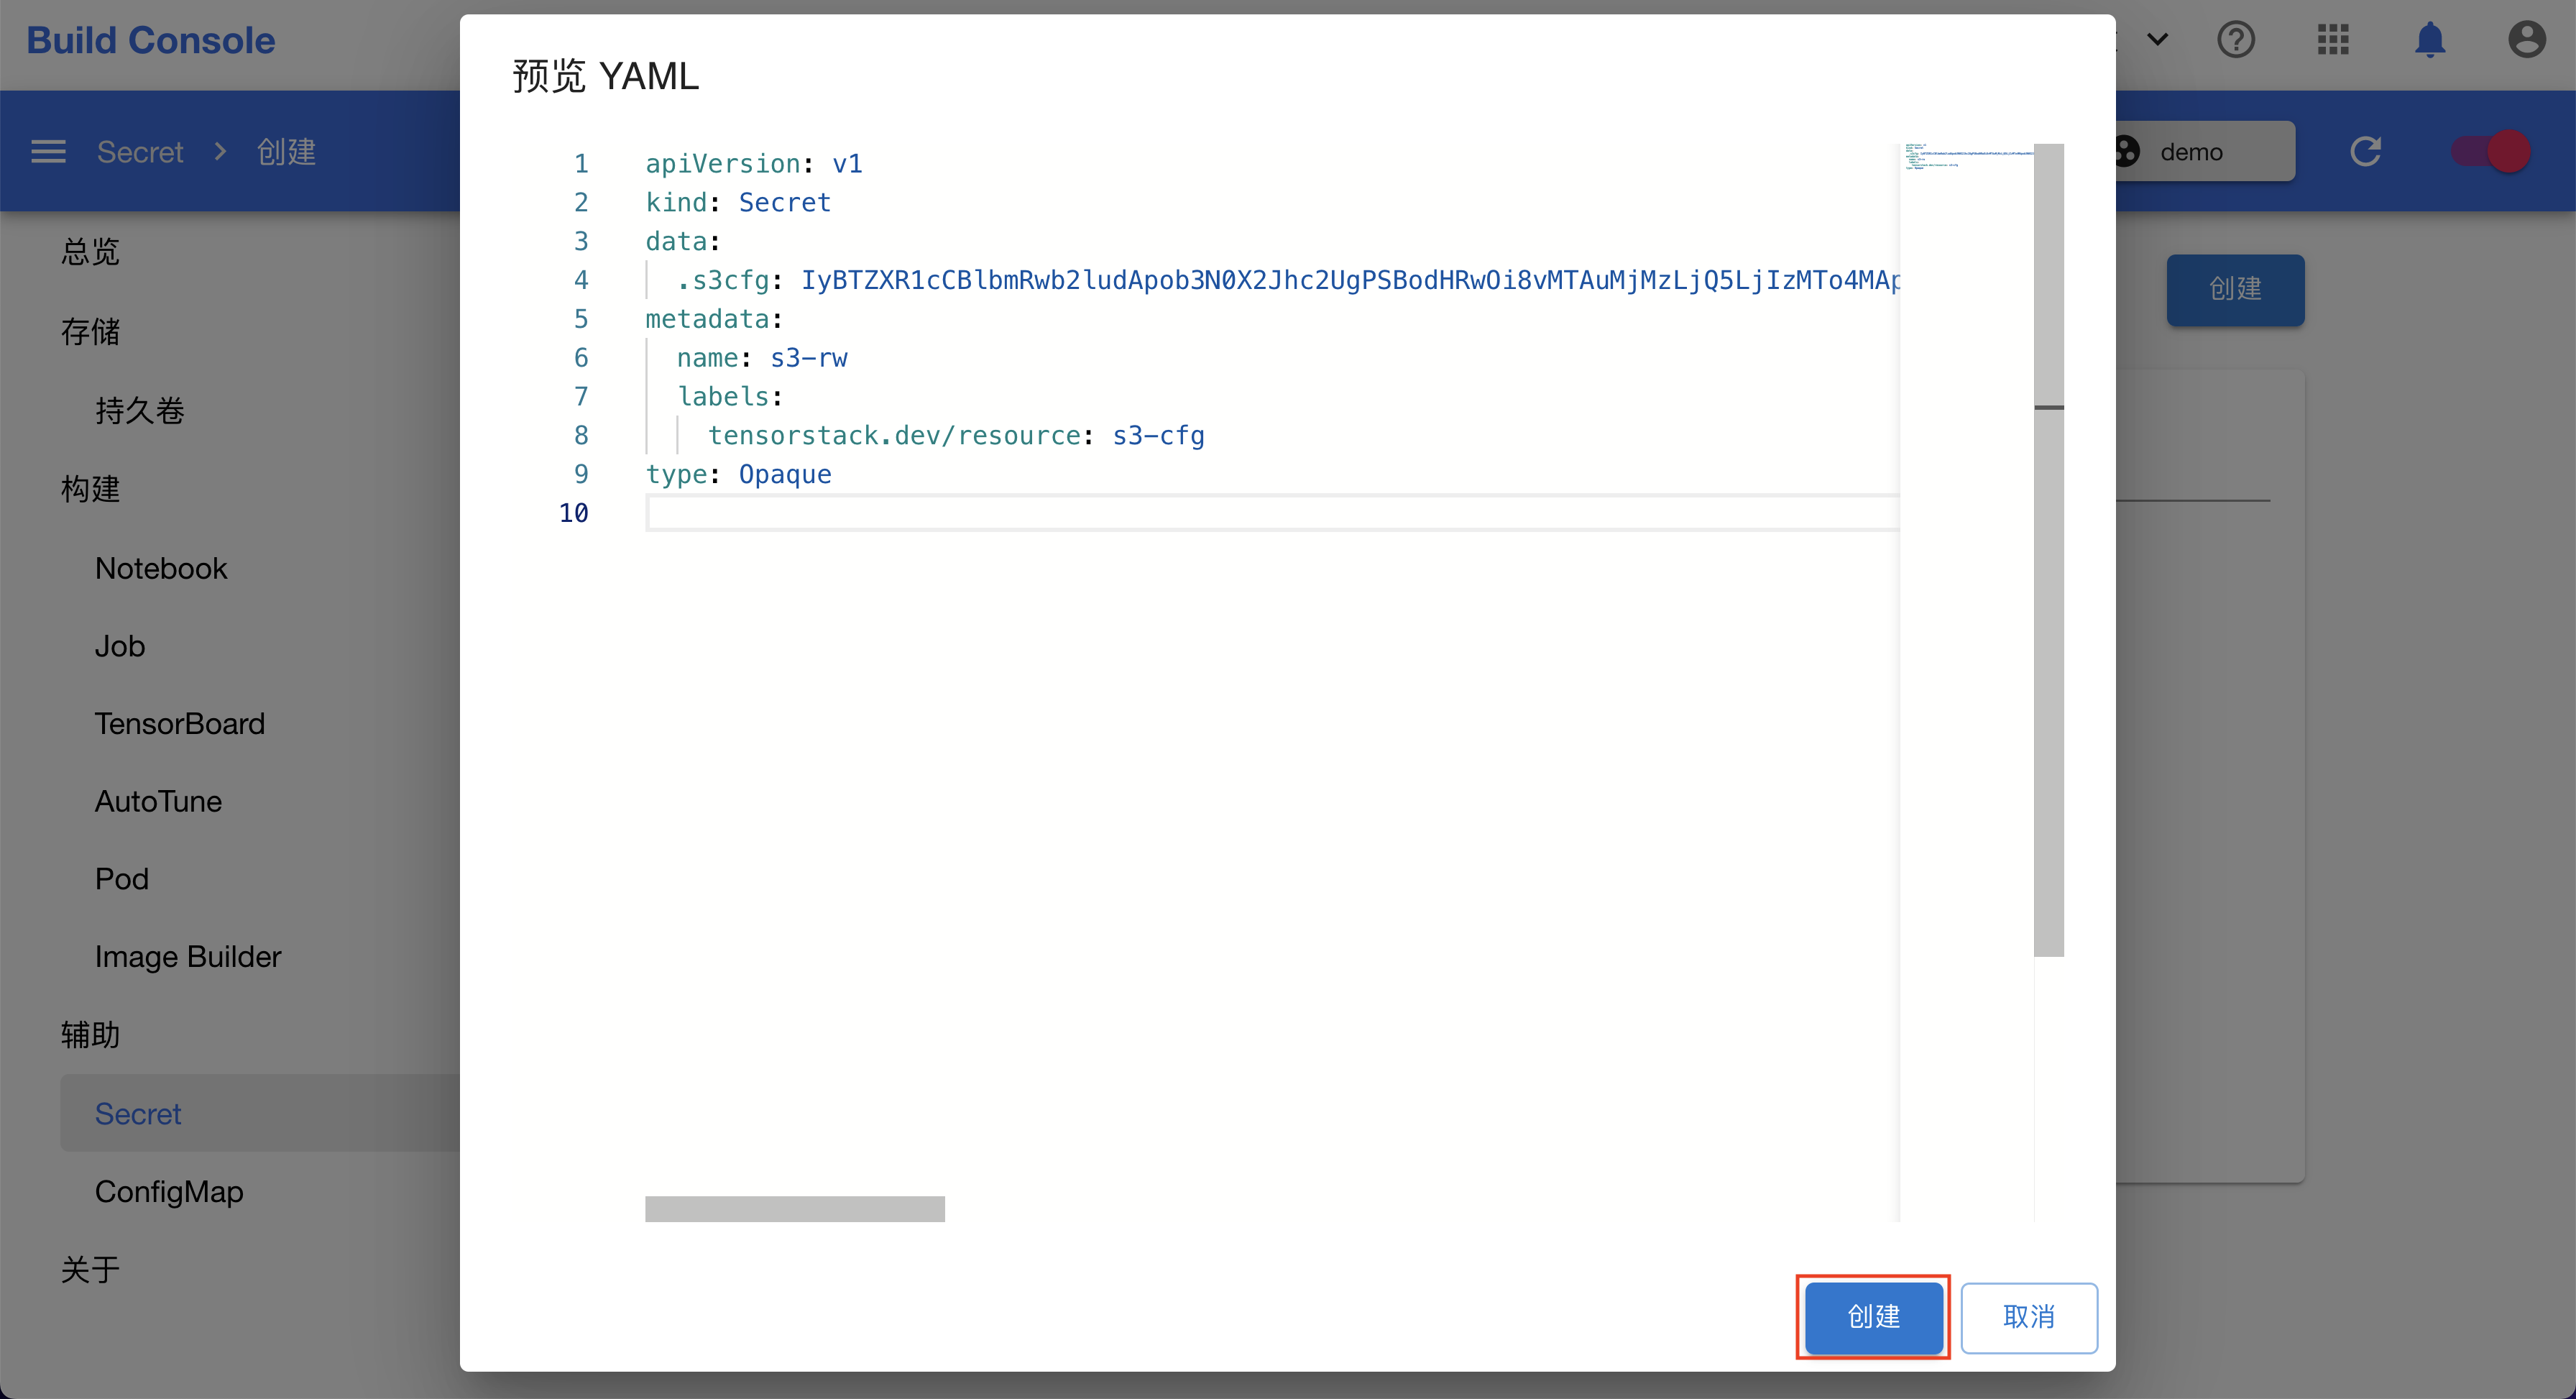 Build Console
Secret > 创建
demo
总览
存储
持久卷
构建
Notebook
Job
TensorBoard
AutoTune
Pod
Image Builder
辅助
Secret
ConfigMap
关于
创建
预览 YAML
1 apiVersion: v1
2 kind: Secret
3 data:
4 .s3cfg: IyBTZXR1cCBlbmRwb2ludApob3N0X2Jhc2UgPSBodHRwOi8vMTAuMjMzLjQ5LjIzMTo4MAp
5 metadata:
6 name: s3-rw
7 labels:
8 tensorstack.dev/resource: s3-cfg
9 type: Opaque
10
创建 取消